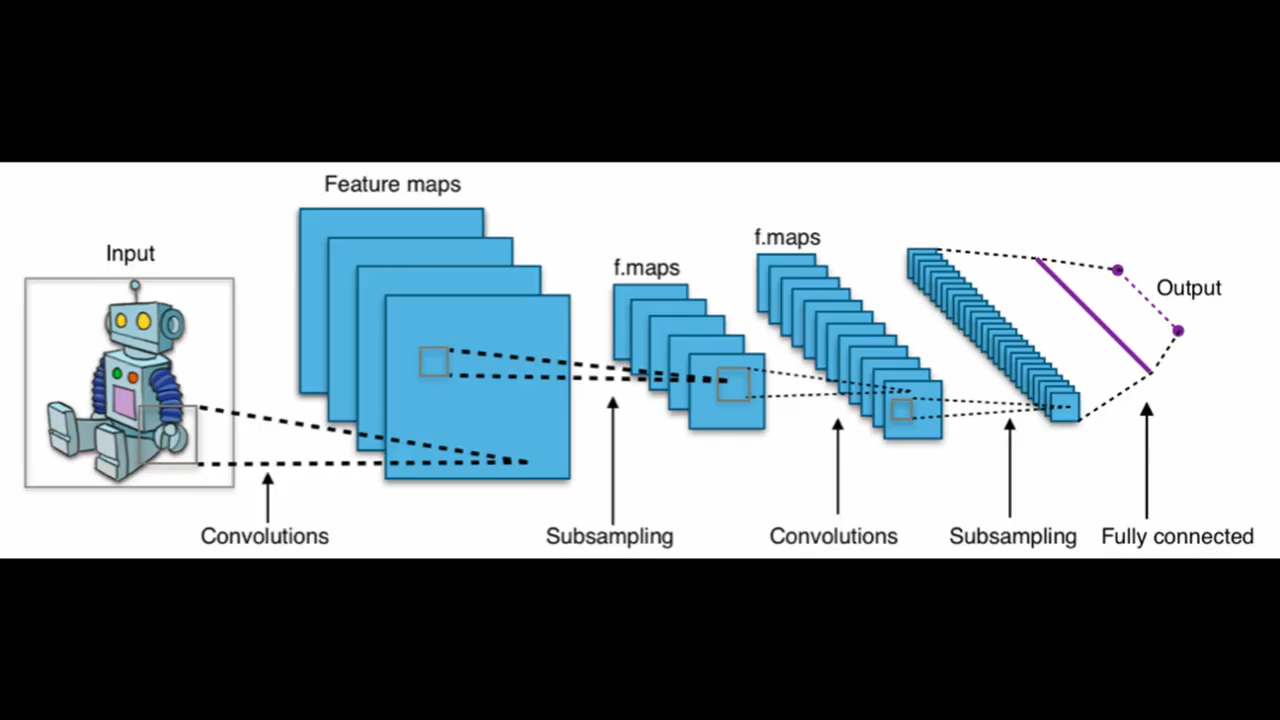 Feature maps
Input
f.maps
f.maps
Output
Convolutions
Subsampling
Convolutions
Subsampling
Fully connected